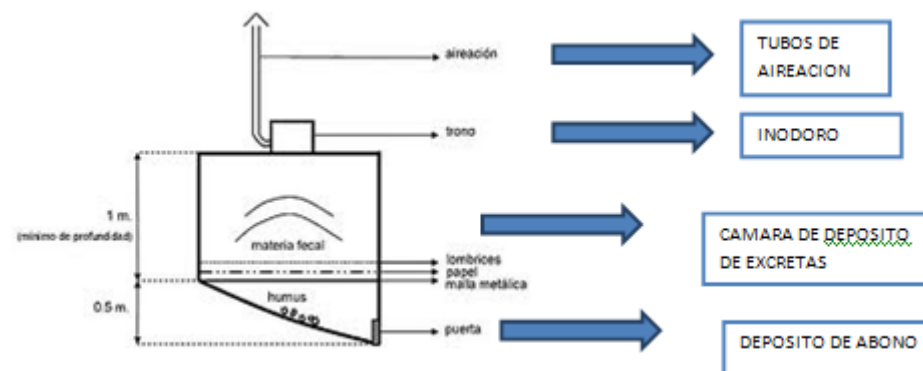 aireación
TUBOS DE
AIREACION
trono
INODORO
1 m.
(mínimo de profundidad)
materia fecal
CAMARA DE DEPOSITO
DE EXCRETAS
lombrices
papel
malla metálica
humus
0.5 m.
puerta
DEPOSITO DE ABONO